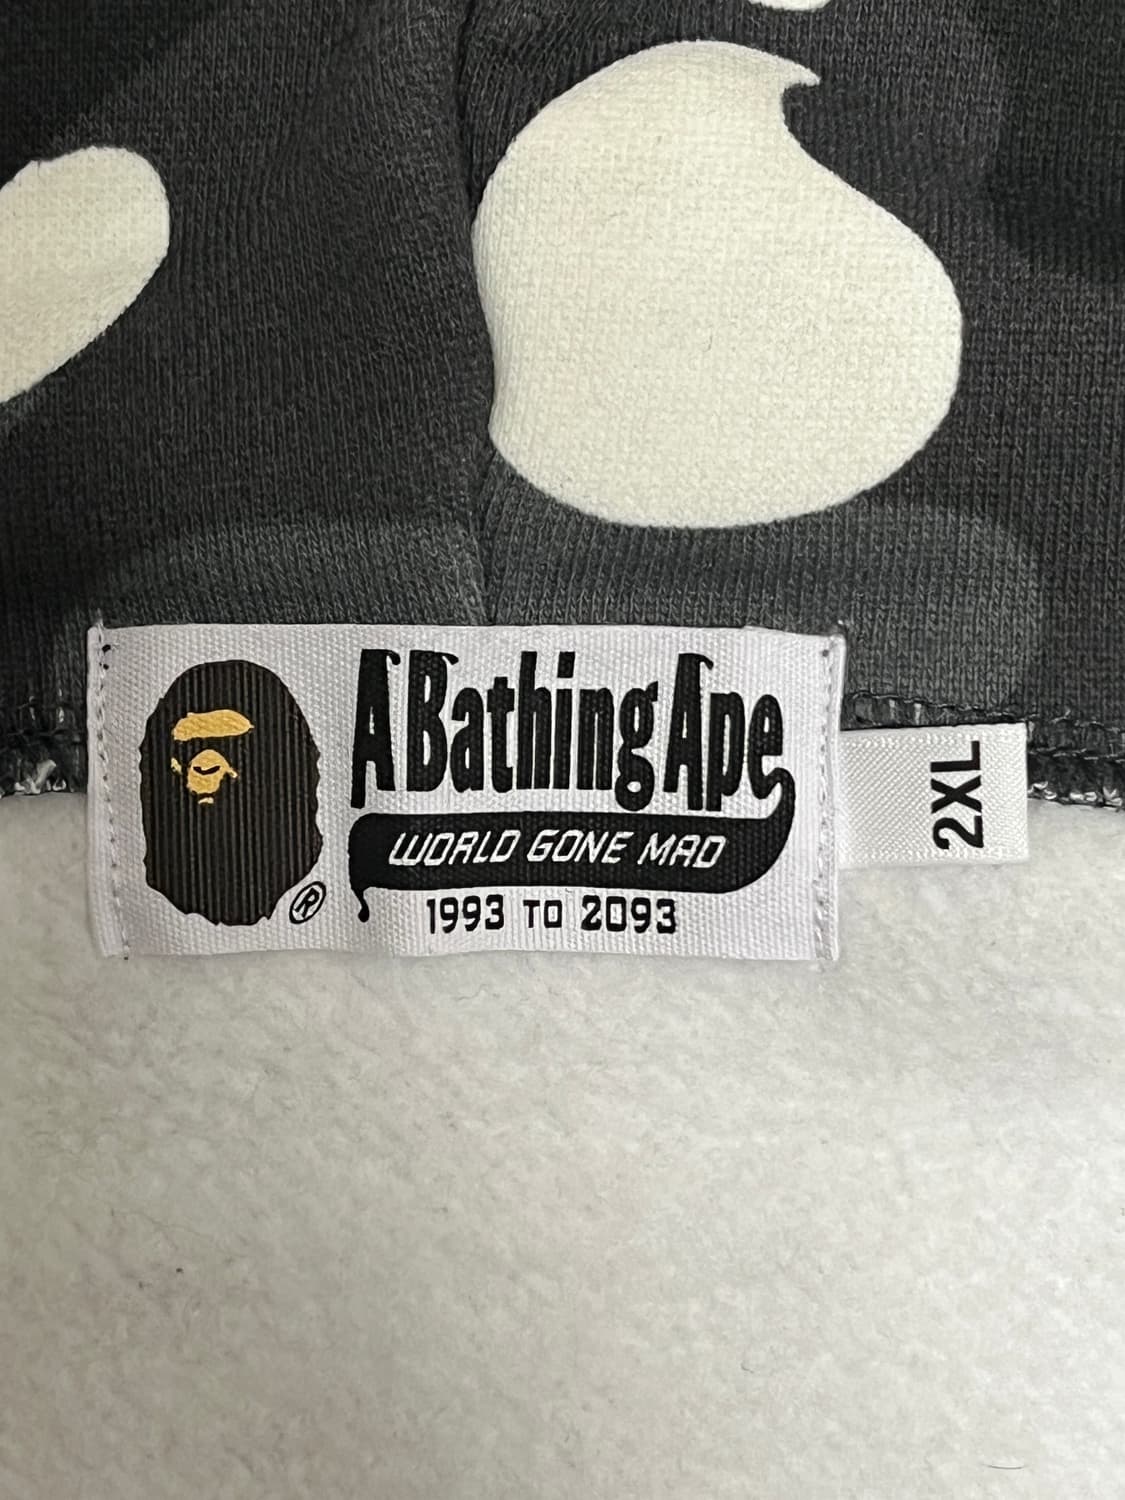 A Bathing Ape
WORLD GONE MAD
1993 TO 2093
®
2XL